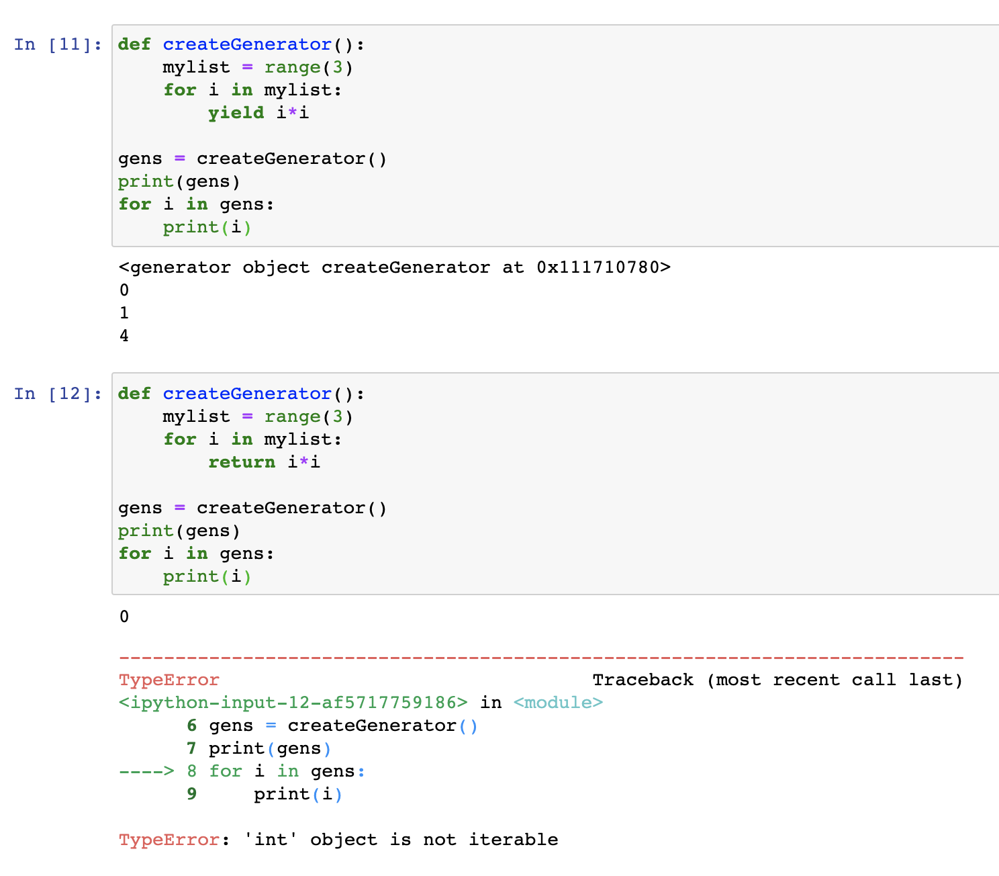 In [11]: def createGenerator():
    mylist = range(3)
    for i in mylist:
        yield i*i

gens = createGenerator()
print(gens)
for i in gens:
    print(i)
<generator object createGenerator at 0x111710780>
0
1
4
In [12]: def createGenerator():
    mylist = range(3)
    for i in mylist:
        return i*i

gens = createGenerator()
print(gens)
for i in gens:
    print(i)
0
---------------------------------------------------------------------------
TypeError                                 Traceback (most recent call last)
<ipython-input-12-af5717759186> in <module>
      6 gens = createGenerator()
      7 print(gens)
----> 8 for i in gens:
      9     print(i)

TypeError: 'int' object is not iterable